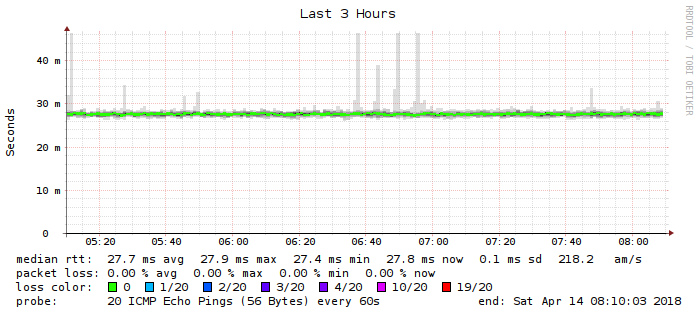 Last 3 Hours
RRDTOOL / TOBI OETIKER
Seconds
40 m
30 m
20 m
10 m
0
05:20 05:40 06:00 06:20 06:40 07:00 07:20 07:40 08:00
median rtt: 27.7 ms avg 27.9 ms max 27.4 ms min 27.8 ms now 0.1 ms sd 218.2 am/s
packet loss: 0.00 % avg 0.00 % max 0.00 % min 0.00 % now
loss color: 0 1/20 2/20 3/20 4/20 10/20 19/20
probe: 20 ICMP Echo Pings (56 Bytes) every 60s end: Sat Apr 14 08:10:03 2018